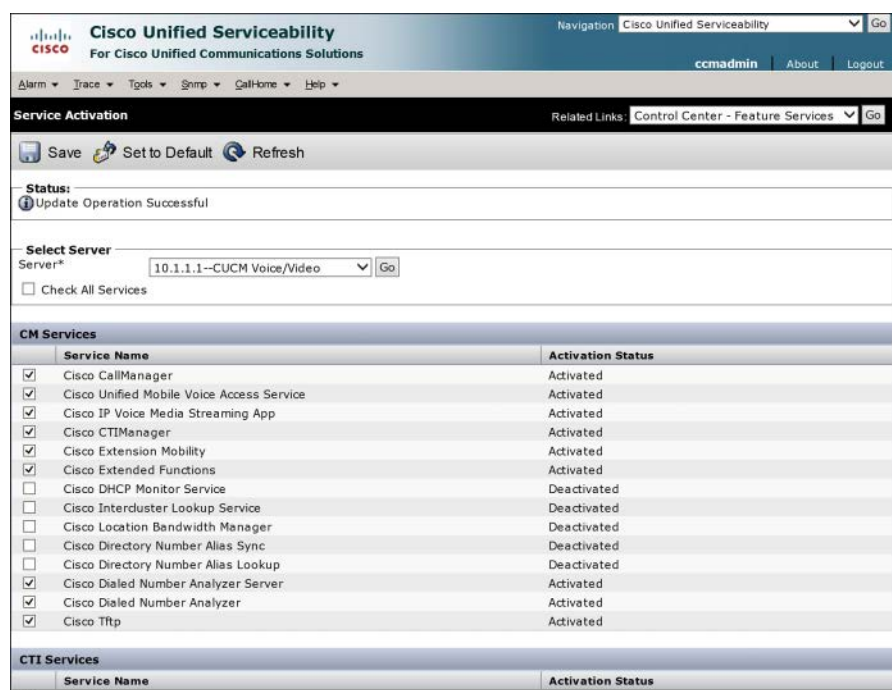 Cisco Unified Serviceability
For Cisco Unified Communications Solutions
CISCO
Navigation Cisco Unified Serviceability Go
ccmadmin About Logout
Alarm Trace Tools Snmp CallHome Help
Service Activation
Related Links: Control Center - Feature Services Go
Save Set to Default Refresh
Status:
Update Operation Successful
Select Server
Server* 10.1.1.1--CUCM Voice/Video Go
Check All Services
CM Services
Service Name Activation Status
Cisco CallManager Activated
Cisco Unified Mobile Voice Access Service Activated
Cisco IP Voice Media Streaming App Activated
Cisco CTIManager Activated
Cisco Extension Mobility Activated
Cisco Extended Functions Activated
Cisco DHCP Monitor Service Deactivated
Cisco Intercluster Lookup Service Deactivated
Cisco Location Bandwidth Manager Deactivated
Cisco Directory Number Alias Sync Deactivated
Cisco Directory Number Alias Lookup Deactivated
Cisco Dialed Number Analyzer Server Activated
Cisco Dialed Number Analyzer Activated
Cisco Tftp Activated
CTI Services
Service Name Activation Status